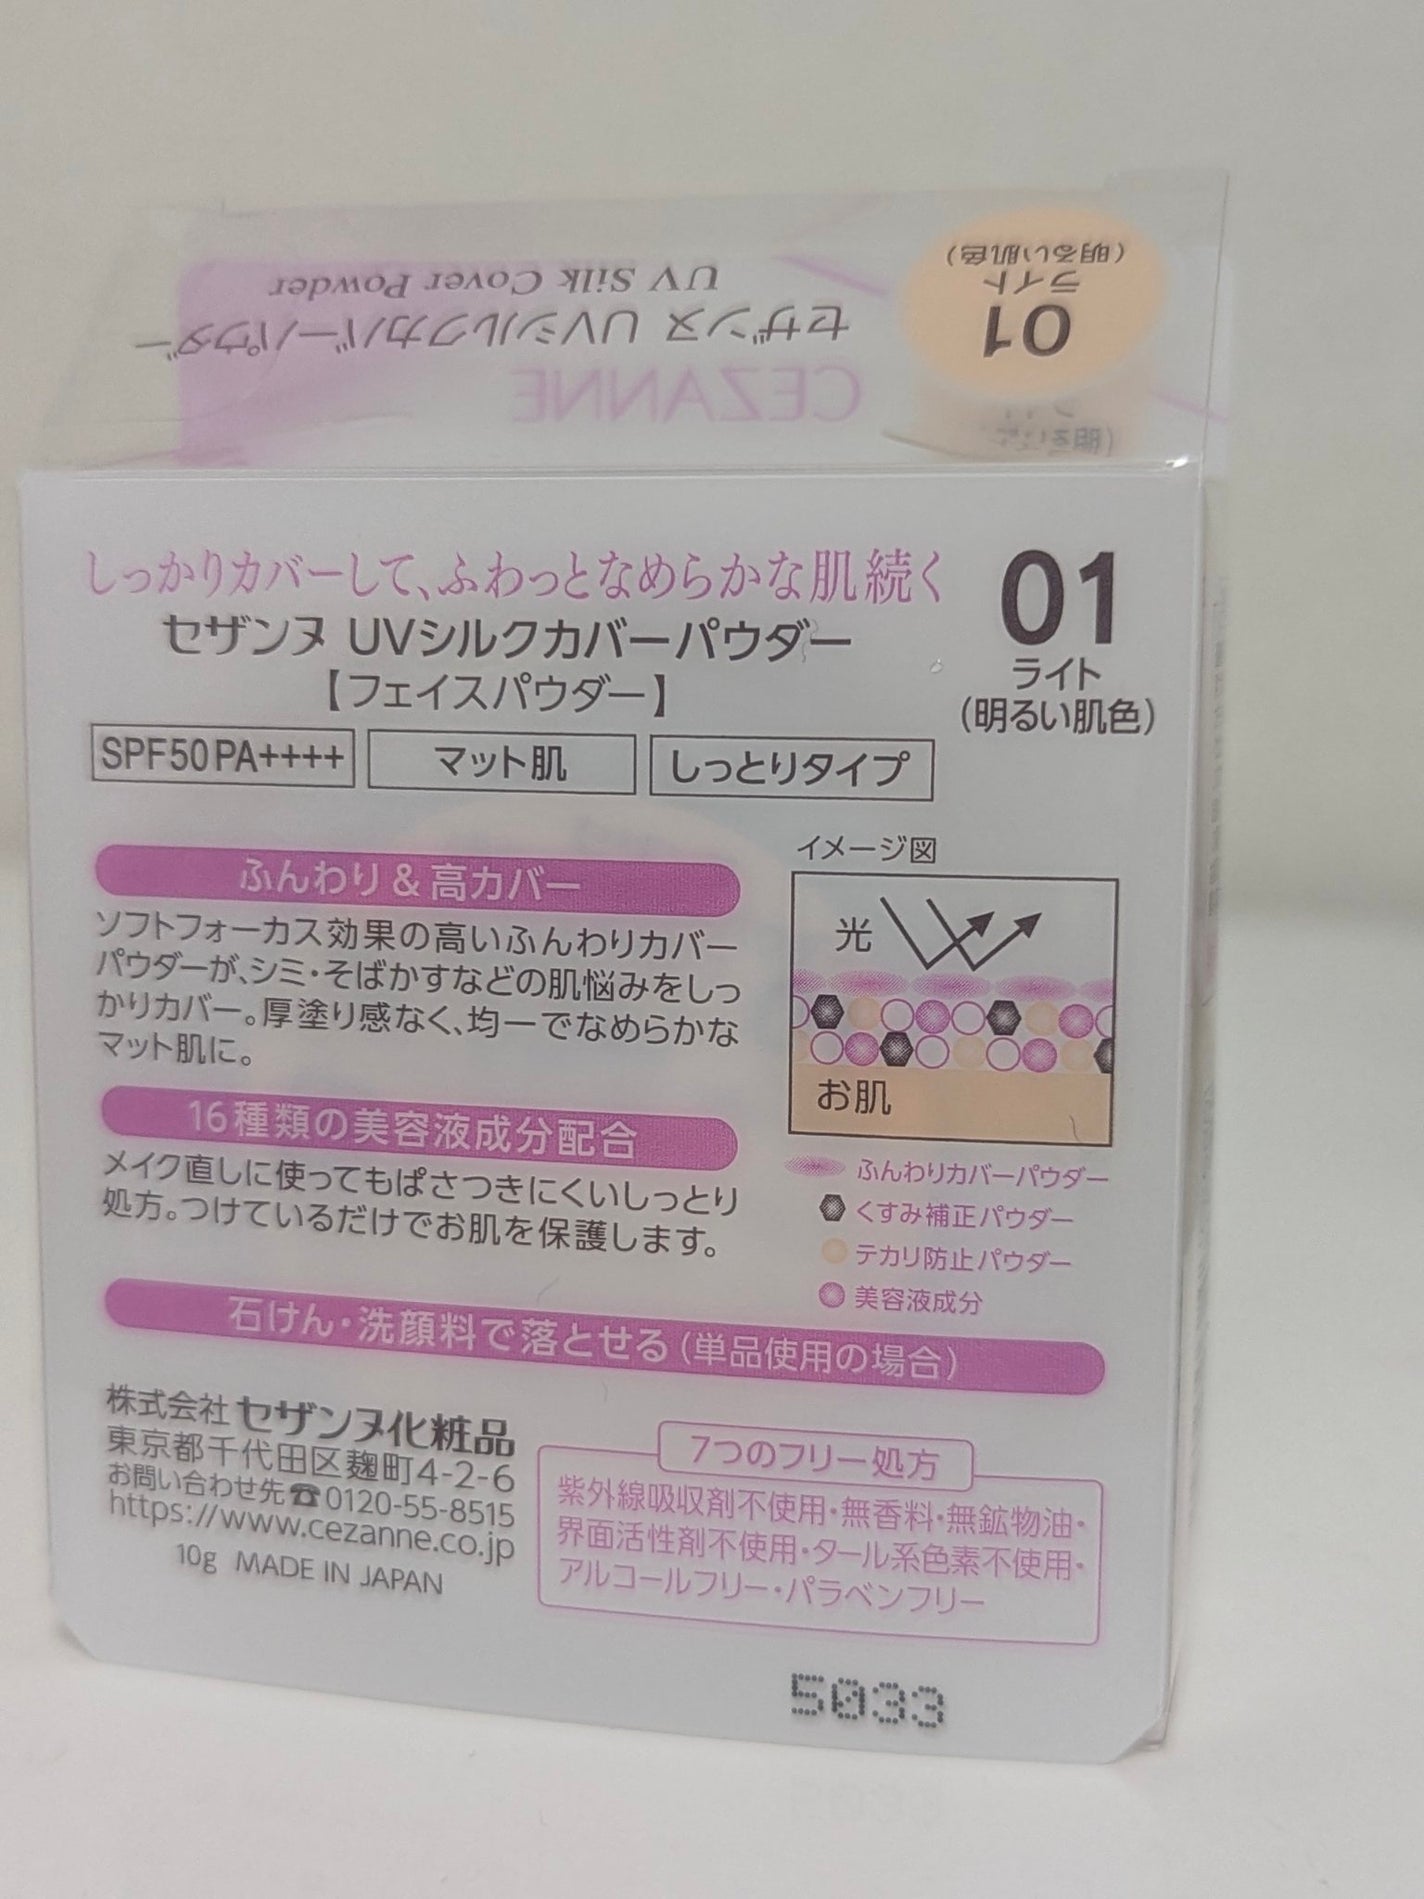 01
ライト
(明るい肌色)
UV Silk Cover Powder
セザンヌ UVシルクカバーパウダー
CEZANNE
しっかりカバーして、ふわっとなめらかな肌続く
セザンヌ UVシルクカバーパウダー
【フェイスパウダー】
01
ライト
(明るい肌色)
SPF50 PA++++
マット肌
しっとりタイプ
ふんわり&高カバー
ソフトフォーカス効果の高いふんわりカバー
パウダーが、シミ・そばかすなどの肌悩みをしっ
かりカバー。厚塗り感なく、均一でなめらかな
マット肌に。
16種類の美容液成分配合
メイク直しに使ってもぱさつきにくいしっとり
処方。つけているだけでお肌を保護します。
イメージ図
光
お肌
ふんわりカバーパウダー
くすみ補正パウダー
テカリ防止パウダー
美容液成分
石けん・洗顔料で落とせる(単品使用の場合)
株式会社 セザンヌ化粧品
東京都千代田区麹町4-2-6
お問い合わせ先☎0120-55-8515
https://www.cezanne.co.jp
10g MADE IN JAPAN
7つのフリー処方
紫外線吸収剤不使用・無香料・無鉱物油・
界面活性剤不使用・タール系色素不使用・
アルコールフリー・パラベンフリー
5033